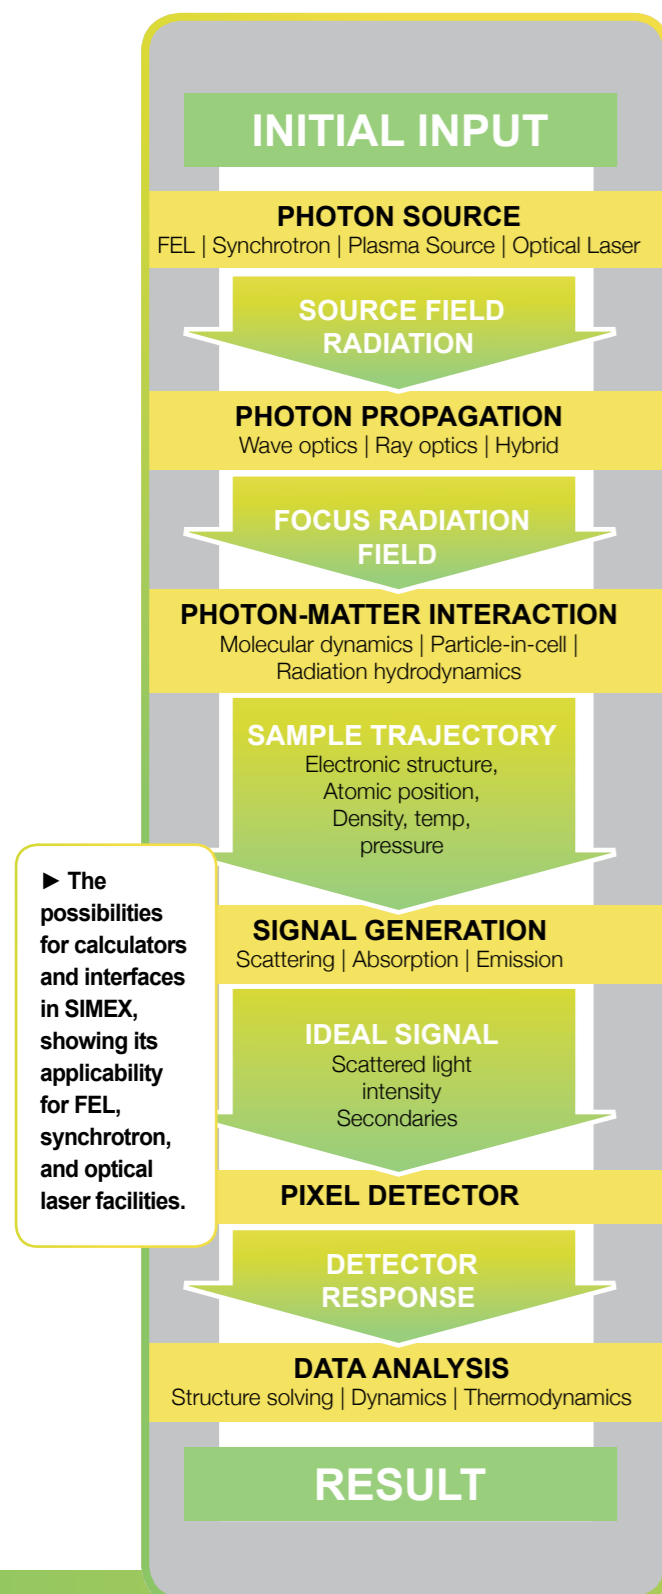 INITIAL INPUT
PHOTON SOURCE
FEL | Synchrotron | Plasma Source | Optical Laser
SOURCE FIELD
RADIATION
PHOTON PROPAGATION
Wave optics | Ray optics | Hybrid
FOCUS RADIATION
FIELD
PHOTON-MATTER INTERACTION
Molecular dynamics | Particle-in-cell |
Radiation hydrodynamics
SAMPLE TRAJECTORY
Electronic structure,
Atomic position,
Density, temp,
pressure
► The
possibilities
for calculators
and interfaces
in SIMEX,
showing its
applicability
for FEL,
synchrotron,
and optical
laser facilities.
SIGNAL GENERATION
Scattering | Absorption | Emission
IDEAL SIGNAL
Scattered light
intensity
Secondaries
PIXEL DETECTOR
DETECTOR
RESPONSE
DATA ANALYSIS
Structure solving | Dynamics | Thermodynamics
RESULT